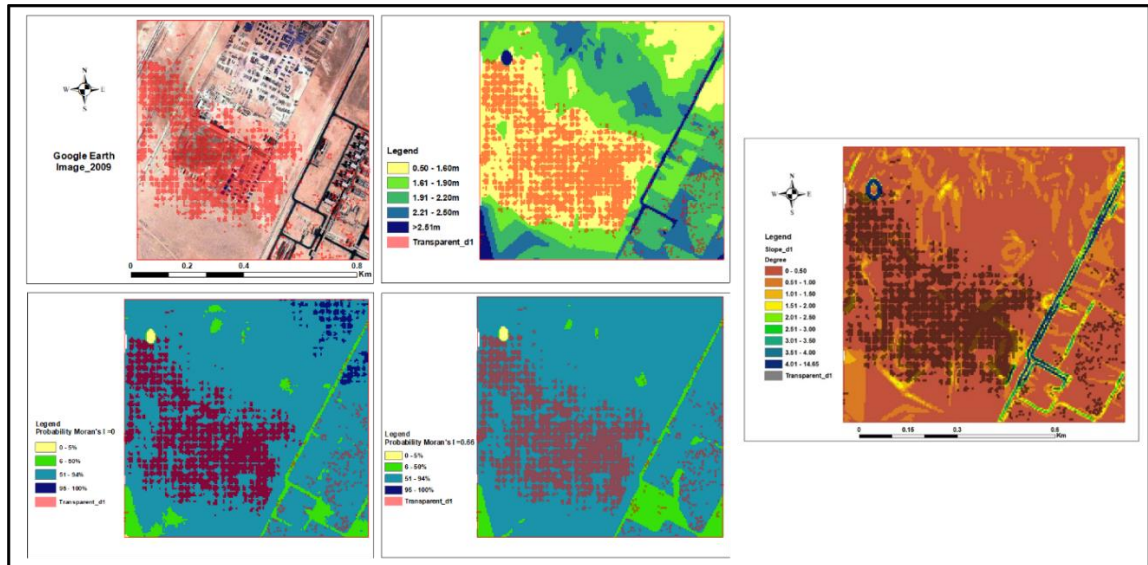 N
W E
S
Google Earth
Image_2009
0 0.2 0.4 0.6 0.8
Km
Legend
0.50 - 1.60m
1.61 - 1.90m
1.91 - 2.20m
2.21 - 2.50m
>2.51m
Transparent_d1
N
W E
S
Legend
Slope_d1
Degree
0 - 0.50
0.51 - 1.00
1.01 - 1.50
1.51 - 2.00
2.01 - 2.50
2.51 - 3.00
3.01 - 3.50
3.51 - 4.00
4.01 - 14.65
Transparent_d1
0 0.3 0.6
Km
Legend
Probability Moran's I =0
0 - 5%
6 - 50%
51 - 94%
95 - 100%
Transparent_d1
Legend
Probability Moran's I =0.66
0 - 5%
6 - 50%
51 - 94%
95 - 100%
Transparent_d1